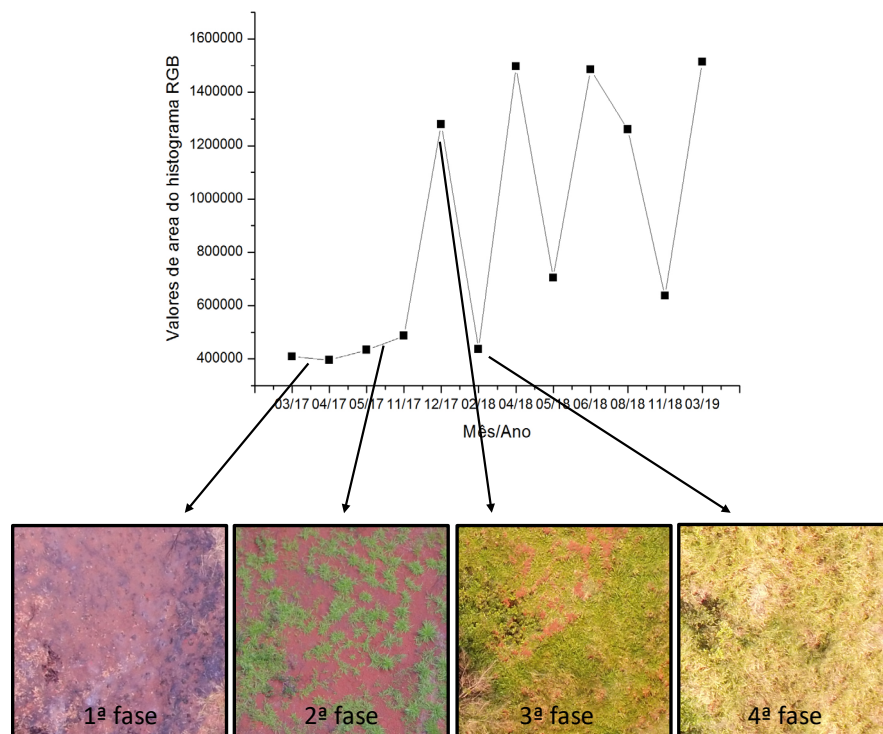 1600000
1400000
1200000
1000000
800000
600000
400000
Valores de area do histograma RGB
03/17 04/17 05/17 11/17 12/17 02/18 04/18 05/18 06/18 08/18 11/18 03/19
Mês/Ano
1ª fase 2ª fase 3ª fase 4ª fase